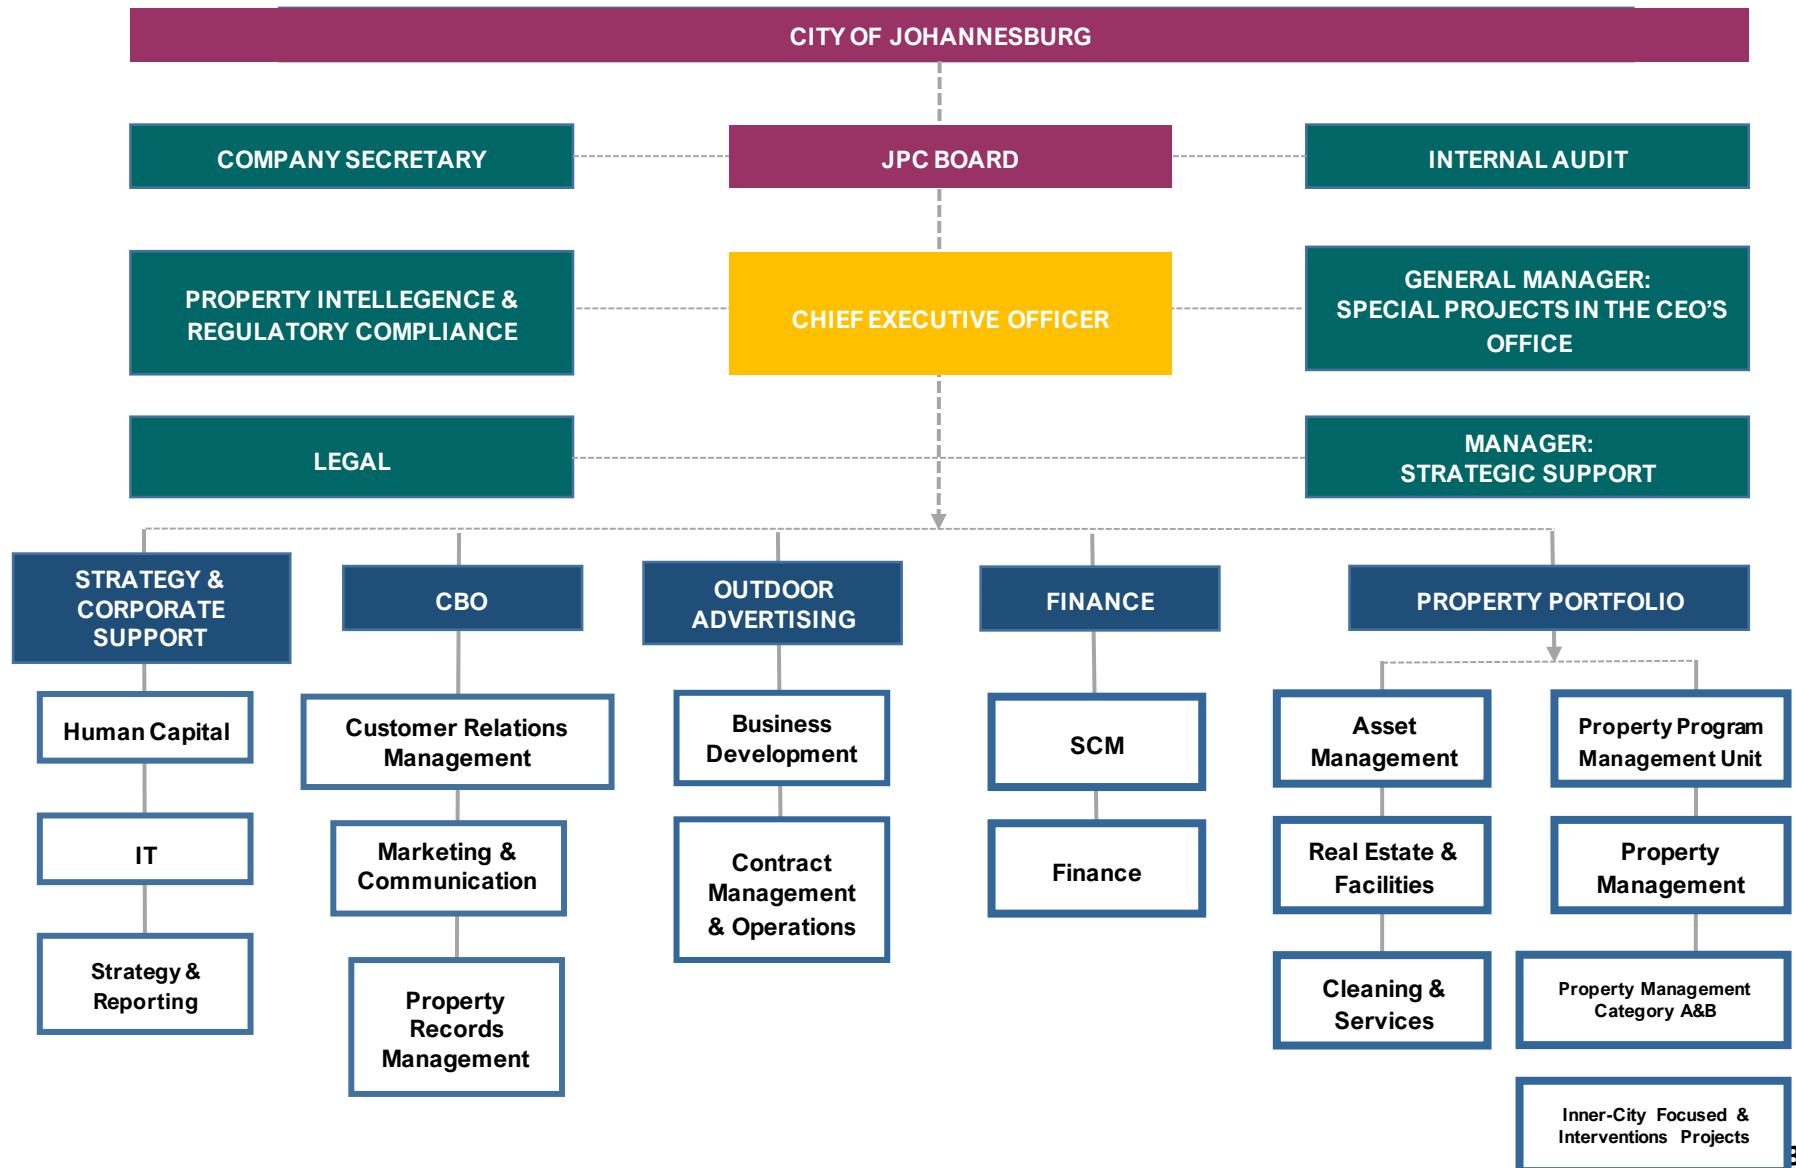 CITY OF JOHANNESBURG
COMPANY SECRETARY
JPC BOARD
INTERNAL AUDIT
PROPERTY INTELLEGENCE &
REGULATORY COMPLIANCE
CHIEF EXECUTIVE OFFICER
GENERAL MANAGER:
SPECIAL PROJECTS IN THE CEO'S
OFFICE
LEGAL
MANAGER:
STRATEGIC SUPPORT
STRATEGY &
CORPORATE
SUPPORT
CBO
OUTDOOR
ADVERTISING
FINANCE
PROPERTY PORTFOLIO
Human Capital
IT
Strategy &
Reporting
Customer Relations
Management
Marketing &
Communication
Property
Records
Management
Business
Development
Contract
Management
& Operations
SCM
Finance
Asset
Management
Real Estate &
Facilities
Cleaning &
Services
Property Program
Management Unit
Property
Management
Property Management
Category A&B
Inner-City Focused &
Interventions Projects